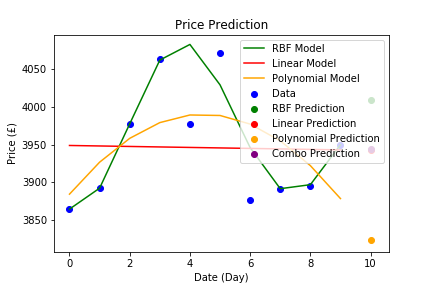 Price Prediction
RBF Model
Linear Model
Polynomial Model
Data
RBF Prediction
Linear Prediction
Polynomial Prediction
Combo Prediction
Price (£)
4050
4000
3950
3900
3850
0 2 4 6 8 10
Date (Day)